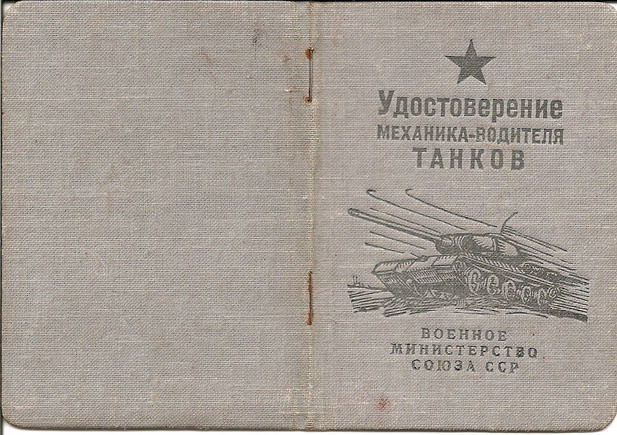 Удостоверение
МЕХАНИКА-ВОДИТЕЛЯ
ТАНКОВ
ВОЕННОЕ
МИНИСТЕРСТВО
СОЮЗА ССР